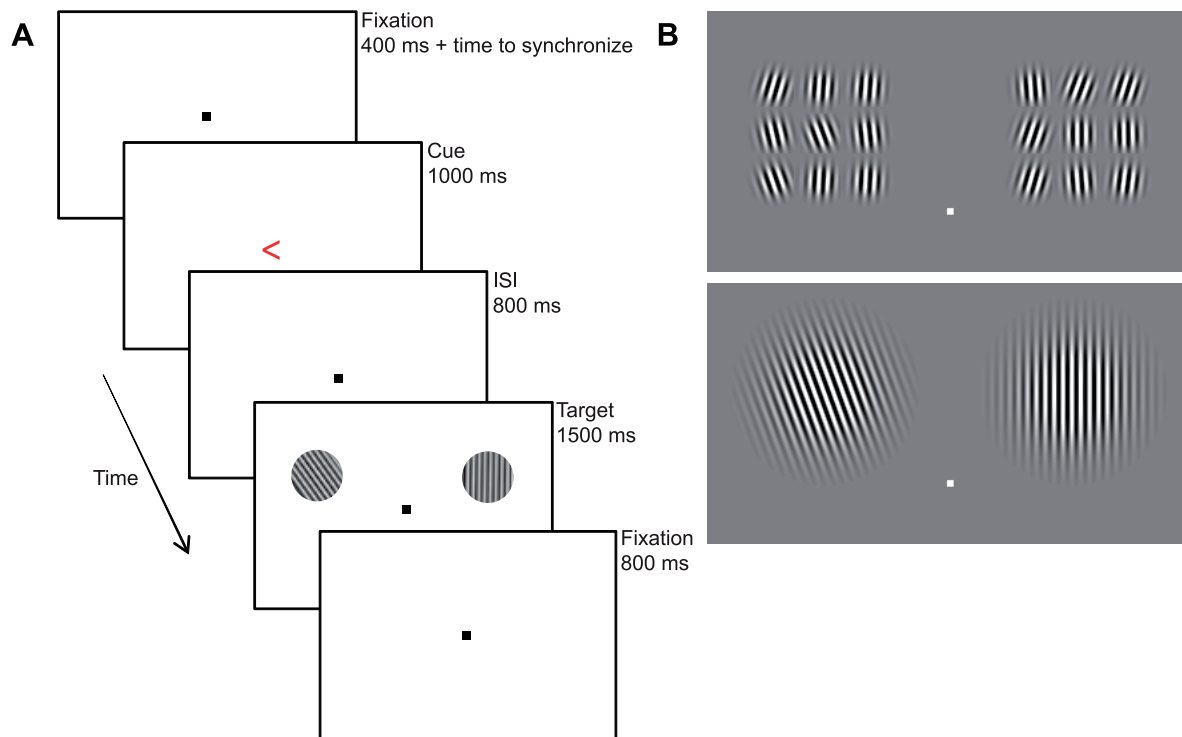 A
Fixation
400 ms + time to synchronize
Cue
1000 ms
<
ISI
800 ms
Target
1500 ms
Time
Fixation
800 ms
B